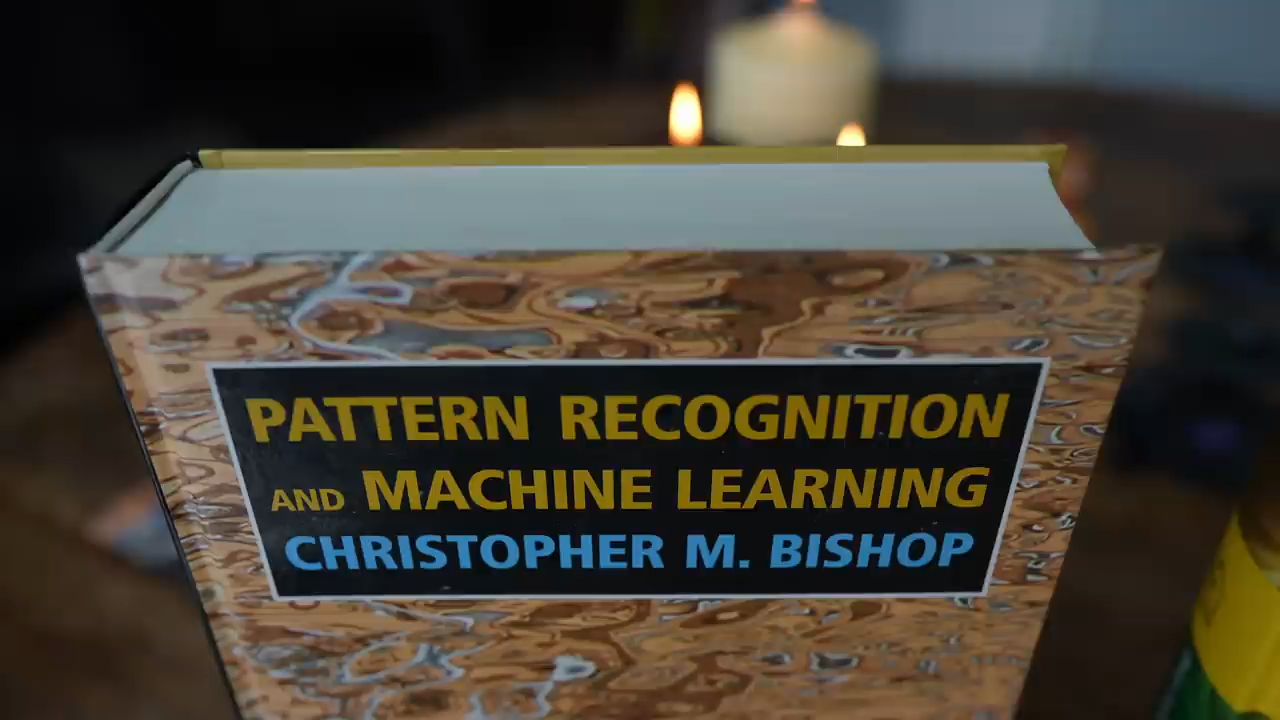 PATTERN RECOGNITION
AND MACHINE LEARNING
CHRISTOPHER M. BISHOP